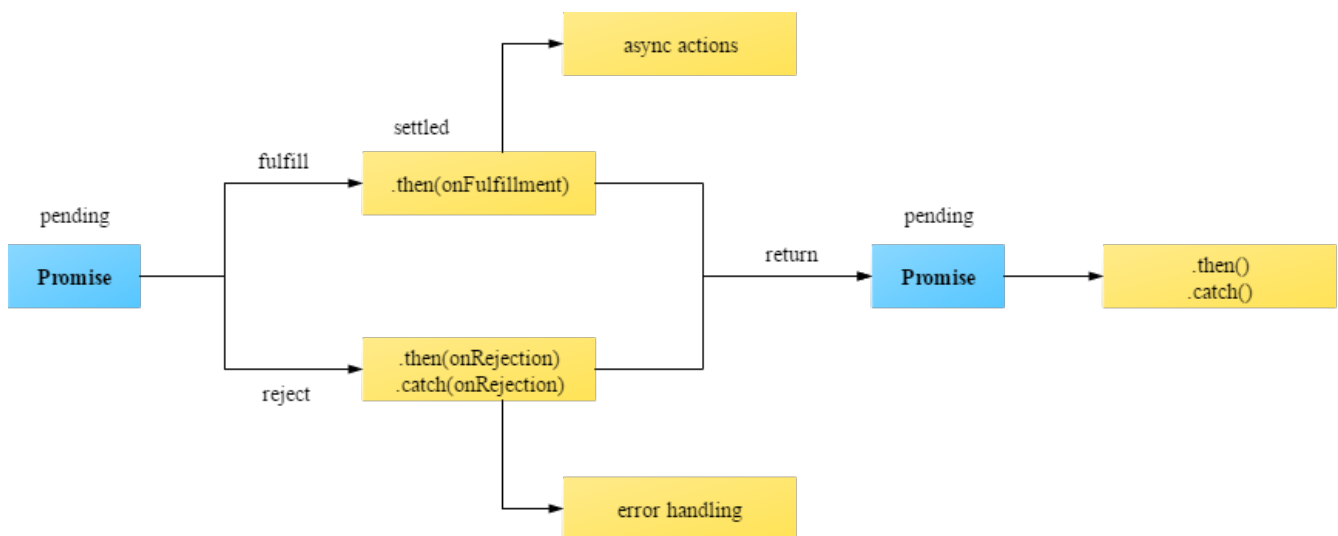 async actions
settled
fulfill
.then(onFulfillment)
pending
Promise
return
pending
Promise
.then()
.catch()
.then(onRejection)
.catch(onRejection)
reject
error handling